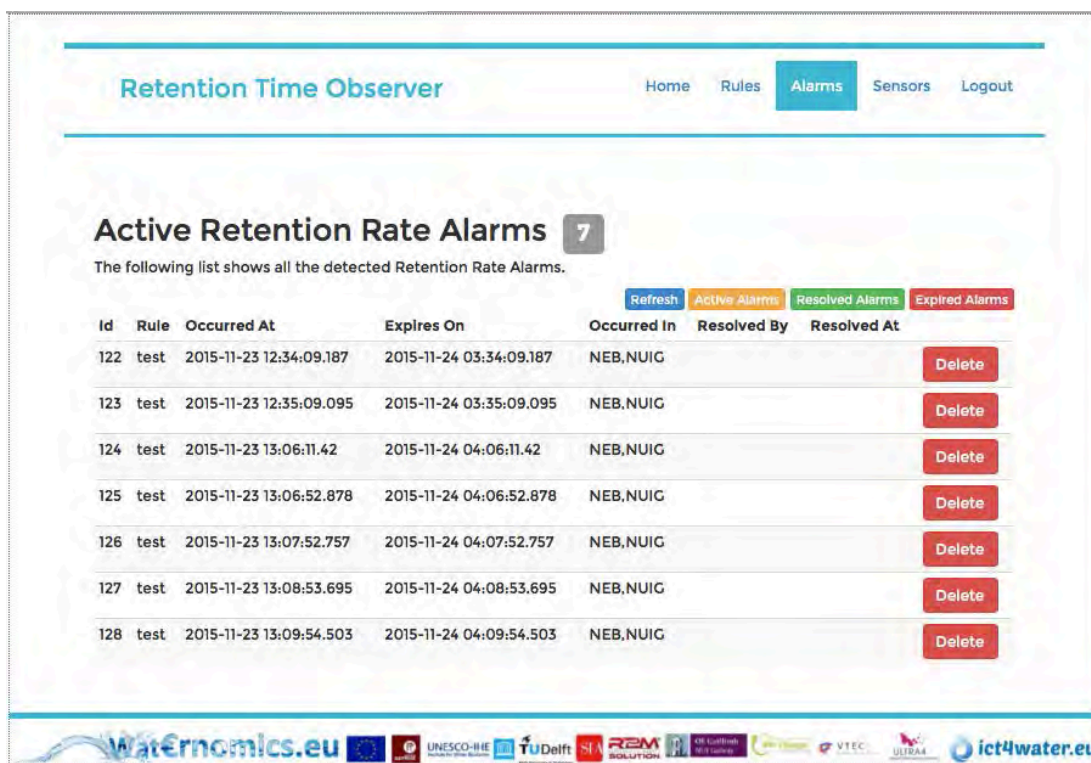 Retention Time Observer
Home Rules Alarms Sensors Logout
Active Retention Rate Alarms 7
The following list shows all the detected Retention Rate Alarms.
Refresh Active Alarms Resolved Alarms Expired Alarms
Id Rule Occurred At Expires On Occurred In Resolved By Resolved At
122 test 2015-11-23 12:34:09.187 2015-11-24 03:34:09.187 NEB,NUIG Delete
123 test 2015-11-23 12:35:09.095 2015-11-24 03:35:09.095 NEB,NUIG Delete
124 test 2015-11-23 13:06:11.42 2015-11-24 04:06:11.42 NEB,NUIG Delete
125 test 2015-11-23 13:06:52.878 2015-11-24 04:06:52.878 NEB,NUIG Delete
126 test 2015-11-23 13:07:52.757 2015-11-24 04:07:52.757 NEB,NUIG Delete
127 test 2015-11-23 13:08:53.695 2015-11-24 04:08:53.695 NEB,NUIG Delete
128 test 2015-11-23 13:09:54.503 2015-11-24 04:09:54.503 NEB,NUIG Delete
Wat€rnomics.eu UNESCO-IHE TUDelft R2M SOLUTION VTEC ULTRA4 ict4water.eu